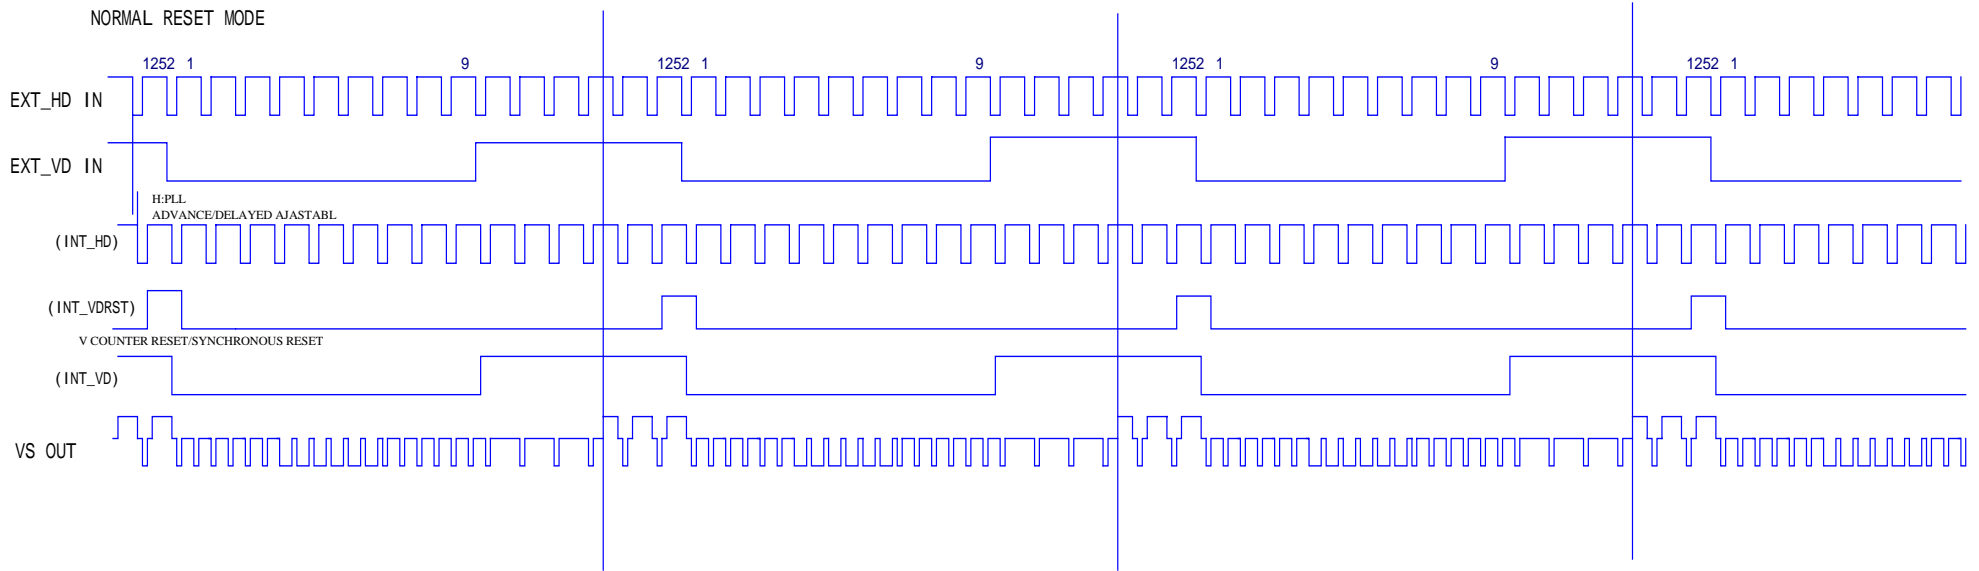 NORMAL RESET MODE
1252 1 9 1252 1 9 1252 1 9 1252 1
EXT_HD IN
EXT_VD IN
H:PLL
ADVANCE/DELAYED AJASTABL
(INT_HD)
(INT_VDRST)
V COUNTER RESET/SYNCHRONOUS RESET
(INT_VD)
VS OUT